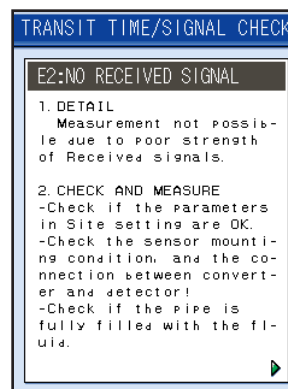 TRANSIT TIME/SIGNAL CHECK
E2:NO RECEIVED SIGNAL
1. DETAIL
Measurement not possib-
le due to poor strength
of Received signals.
2. CHECK AND MEASURE
-Check if the parameters
in Site setting are OK.
-Check the sensor mounti-
ng condition, and the co-
nnection between convert-
er and detector!
-Check if the pipe is
fully filled with the fl-
uid.